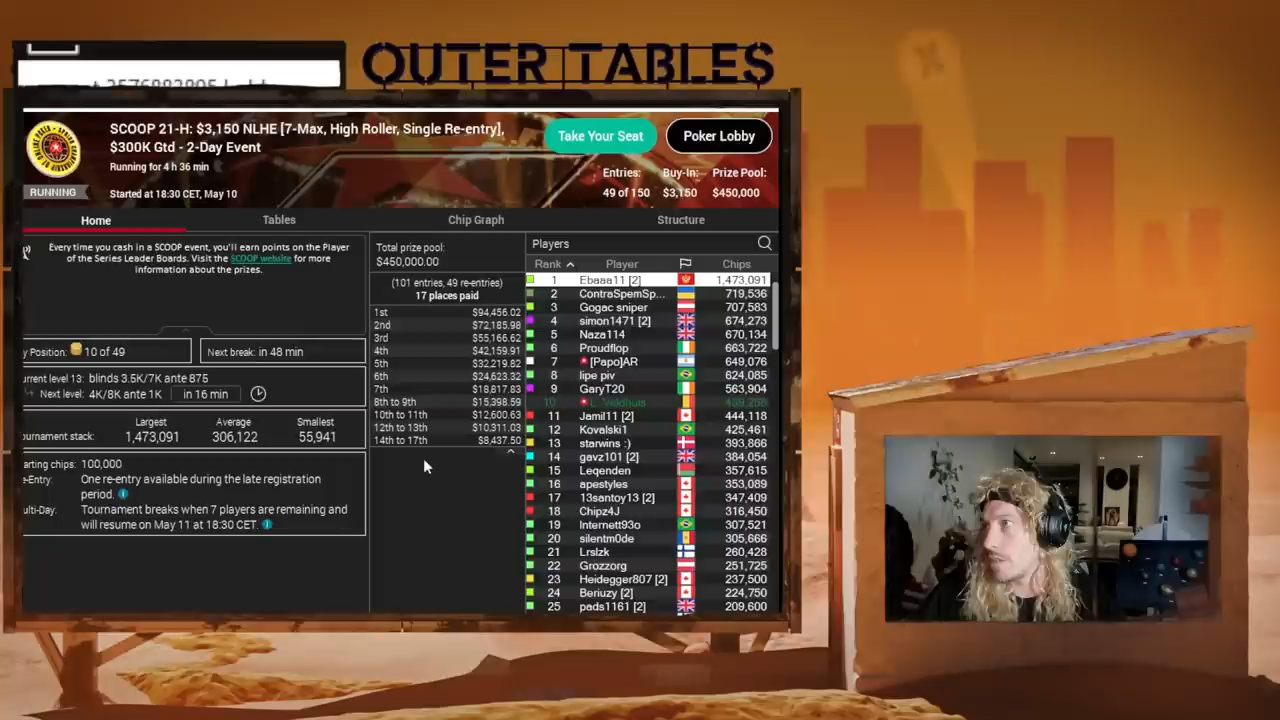 OUTER TABLES
SCOOP 21-H: $3,150 NLHE [7-Max, High Roller, Single Re-entry],
$300K Gtd - 2-Day Event
Running for 4 h 36 min
RUNNING
Started at 18:30 CET, May 10
Take Your Seat
Poker Lobby
Entries: Buy-In: Prize Pool:
49 of 150 $3,150 $450,000
Home Tables Chip Graph Structure
Every time you cash in a SCOOP event, you'll earn points on the Player
of the Series Leader Boards. Visit the SCOOP website for more
information about the prizes.
y Position: 10 of 49
Next break: in 48 min
urrent level 13: blinds 3.5K/7K ante 875
Next level: 4K/8K ante 1K in 16 min
Largest Average Smallest
ournament stack: 1,473,091 306,122 55,941
arting chips: 100,000
e-Entry: One re-entry available during the late registration
period.
ulti-Day: Tournament breaks when 7 players are remaining and
will resume on May 11 at 18:30 CET.
Total prize pool:
$450,000.00
(101 entries, 49 re-entries)
17 places paid
1st $94,456.02
2nd $72,185.98
3rd $55,166.62
4th $42,159.91
5th $32,219.82
6th $24,623.32
7th $18,817.83
8th to 9th $15,398.59
10th to 11th $12,600.63
12th to 13th $10,311.03
14th to 17th $8,437.50
Players
Rank Player Chips
1 Ebaaa11 [2] 1,473,091
2 ContraSpemSp... 719,536
3 Gogac sniper 707,583
4 simon1471 [2] 674,273
5 Naza114 670,134
6 Proudflop 663,722
7 [Papo]AR 649,076
8 lipe piv 624,085
9 GaryT20 563,904
10 L. Veldhuis 439,258
11 Jamil11 [2] 444,118
12 Kovalski1 425,461
13 starwins :) 393,866
14 gavz101 [2] 384,054
15 Leqenden 357,615
16 apestyles 353,089
17 13santoy13 [2] 347,409
18 Chipz4J 316,450
19 Internett93o 307,521
20 silentm0de 305,666
21 Lrslzk 260,428
22 Grozzorg 251,725
23 Heidegger807 [2] 237,500
24 Beriuzy [2] 224,750
25 pads1161 [2] 209,600